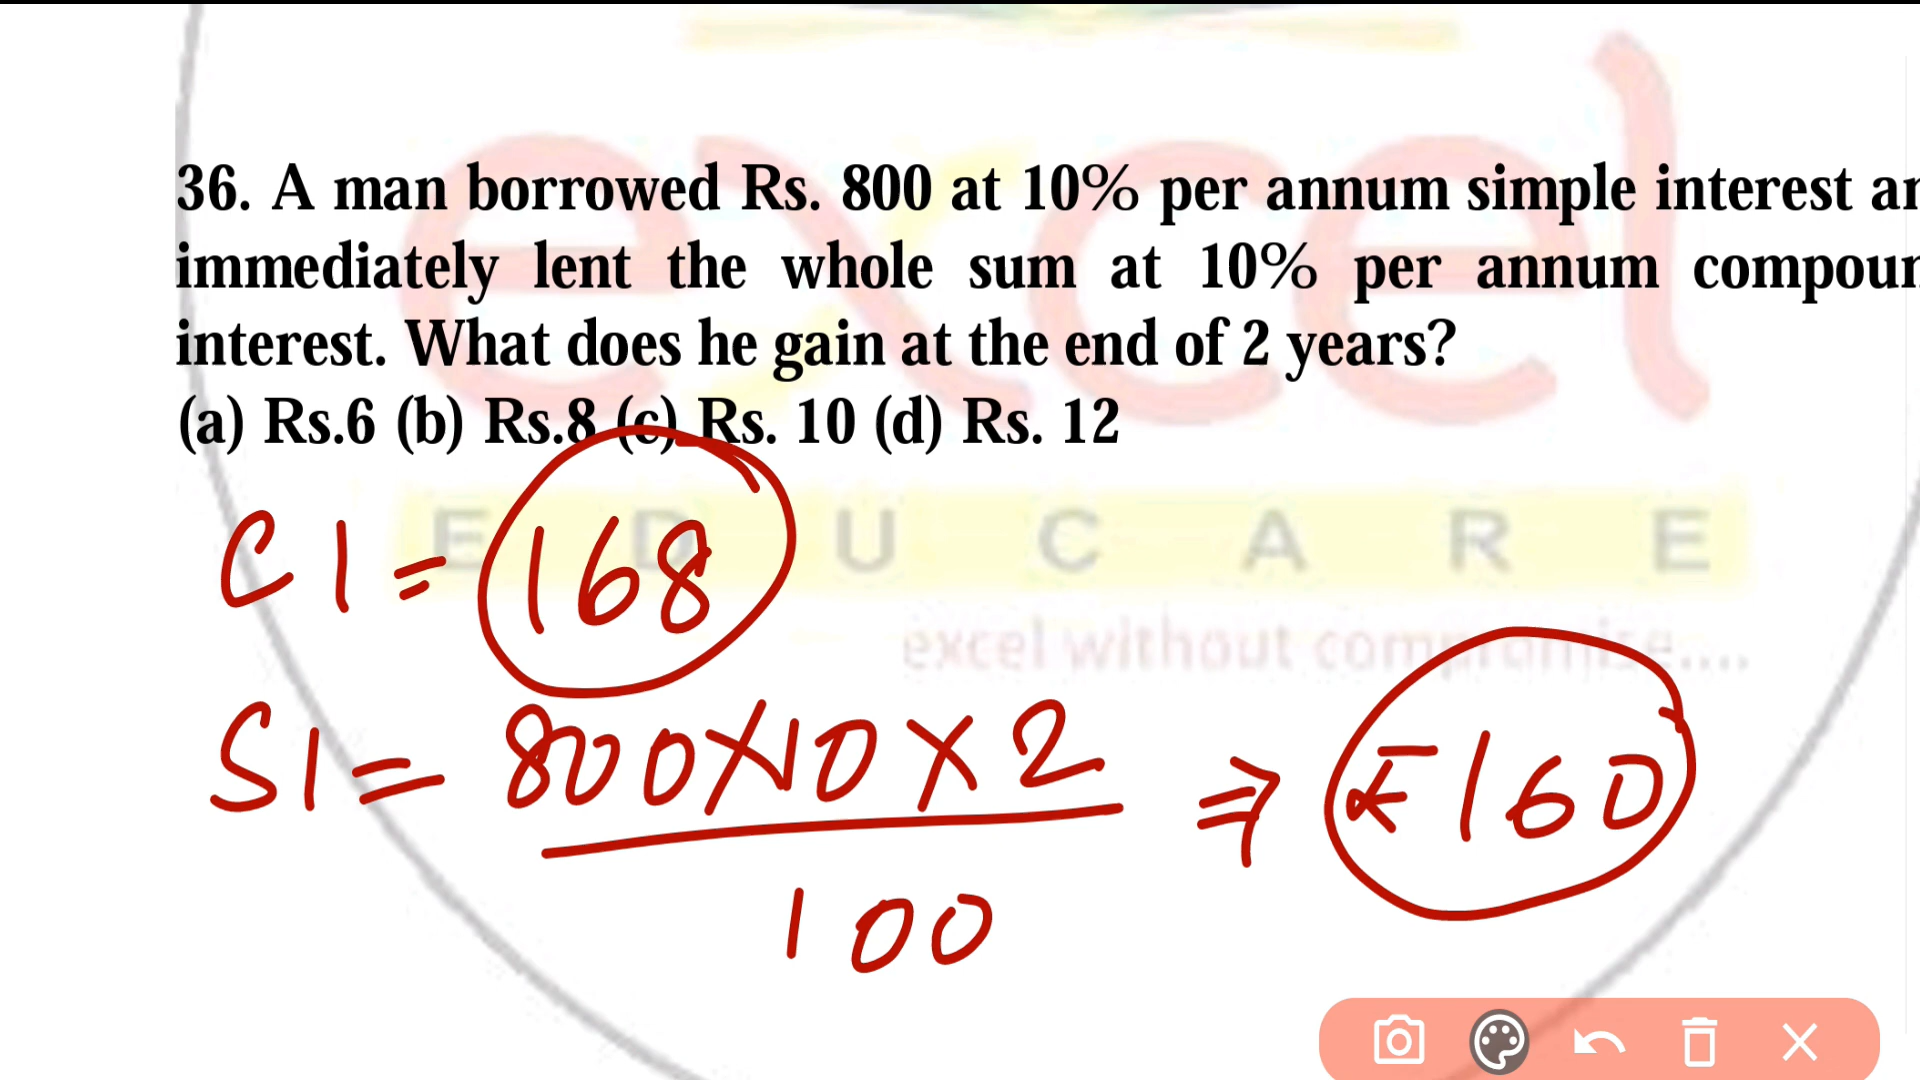 36. A man borrowed Rs. 800 at 10% per annum simple interest an
immediately lent the whole sum at 10% per annum compoun
interest. What does he gain at the end of 2 years?
(a) Rs.6 (b) Rs.8 (c) Rs. 10 (d) Rs. 12
excel
EDUCARE
excel without compromise....
CI = 168
SI = 800×10×2 ⇒ ₹160
100